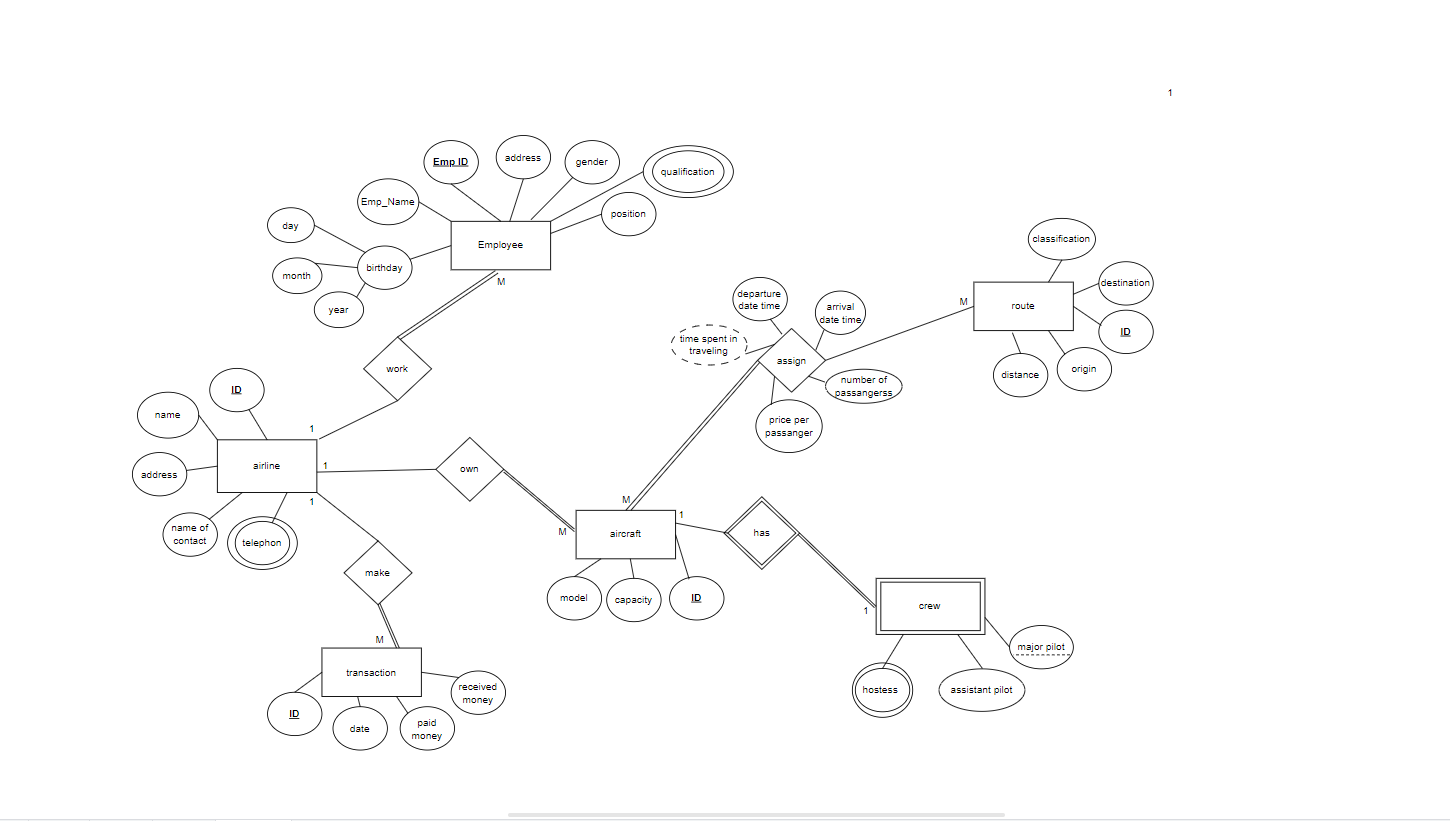 1
Emp ID
address
gender
qualification
Emp_Name
position
day
birthday
month
year
Employee
M
work
classification
destination
M
route
ID
distance
origin
departure
date time
arrival
date time
time spent in
traveling
assign
number of
passangerss
price per
passanger
ID
name
1
airline
1
address
1
name of
contact
telephon
own
M
M
aircraft
1
has
model
capacity
ID
1
crew
major pilot
hostess
assistant pilot
make
M
transaction
ID
date
paid
money
received
money